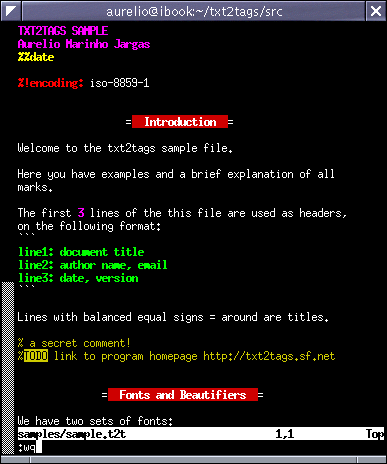 aurelio@ibook:~/txt2tags/src
TXT2TAGS SAMPLE
Aurelio Marinho Jargas
%%date
%!encoding: iso-8859-1
= Introduction =
Welcome to the txt2tags sample file.
Here you have examples and a brief explanation of all
marks.
The first 3 lines of the this file are used as headers,
on the following format:
```
line1: document title
line2: author name, email
line3: date, version
```
Lines with balanced equal signs = around are titles.
% a secret comment!
%TODO link to program homepage http://txt2tags.sf.net
= Fonts and Beautifiers =
We have two sets of fonts:
samples/sample.t2t 1,1 Top
:wq